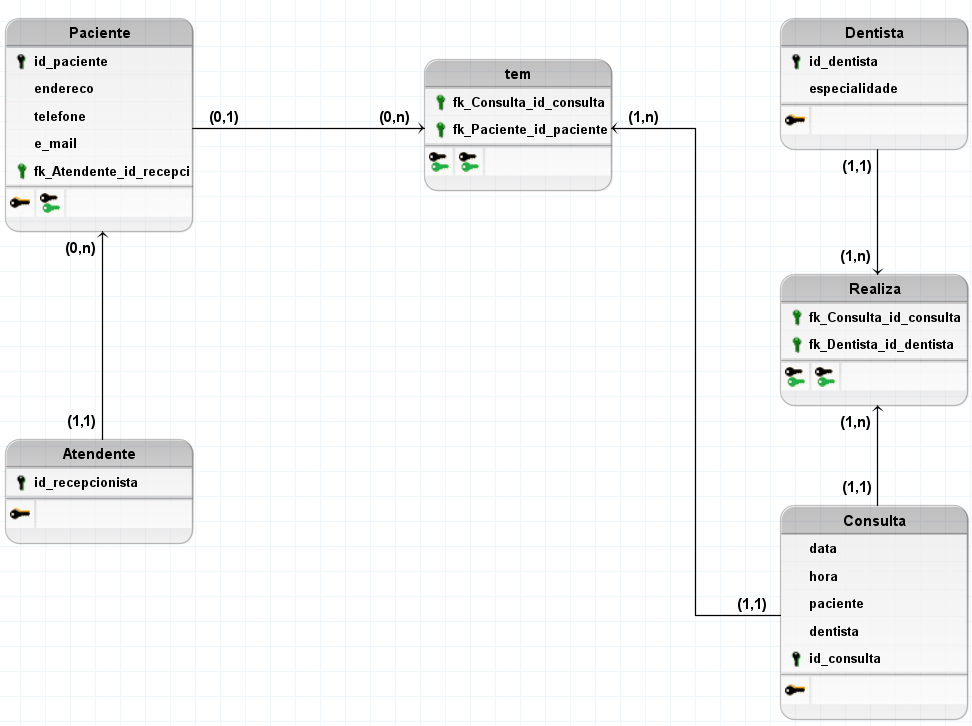 Paciente
id_paciente
endereco
telefone
e_mail
fk_Atendente_id_recepci
(0,1)
(0,n)
tem
fk_Consulta_id_consulta
fk_Paciente_id_paciente
(1,n)
Dentista
id_dentista
especialidade
(1,1)
(1,n)
Realiza
fk_Consulta_id_consulta
fk_Dentista_id_dentista
(1,n)
(1,1)
(0,n)
(1,1)
Atendente
id_recepcionista
(1,1)
Consulta
data
hora
paciente
dentista
id_consulta